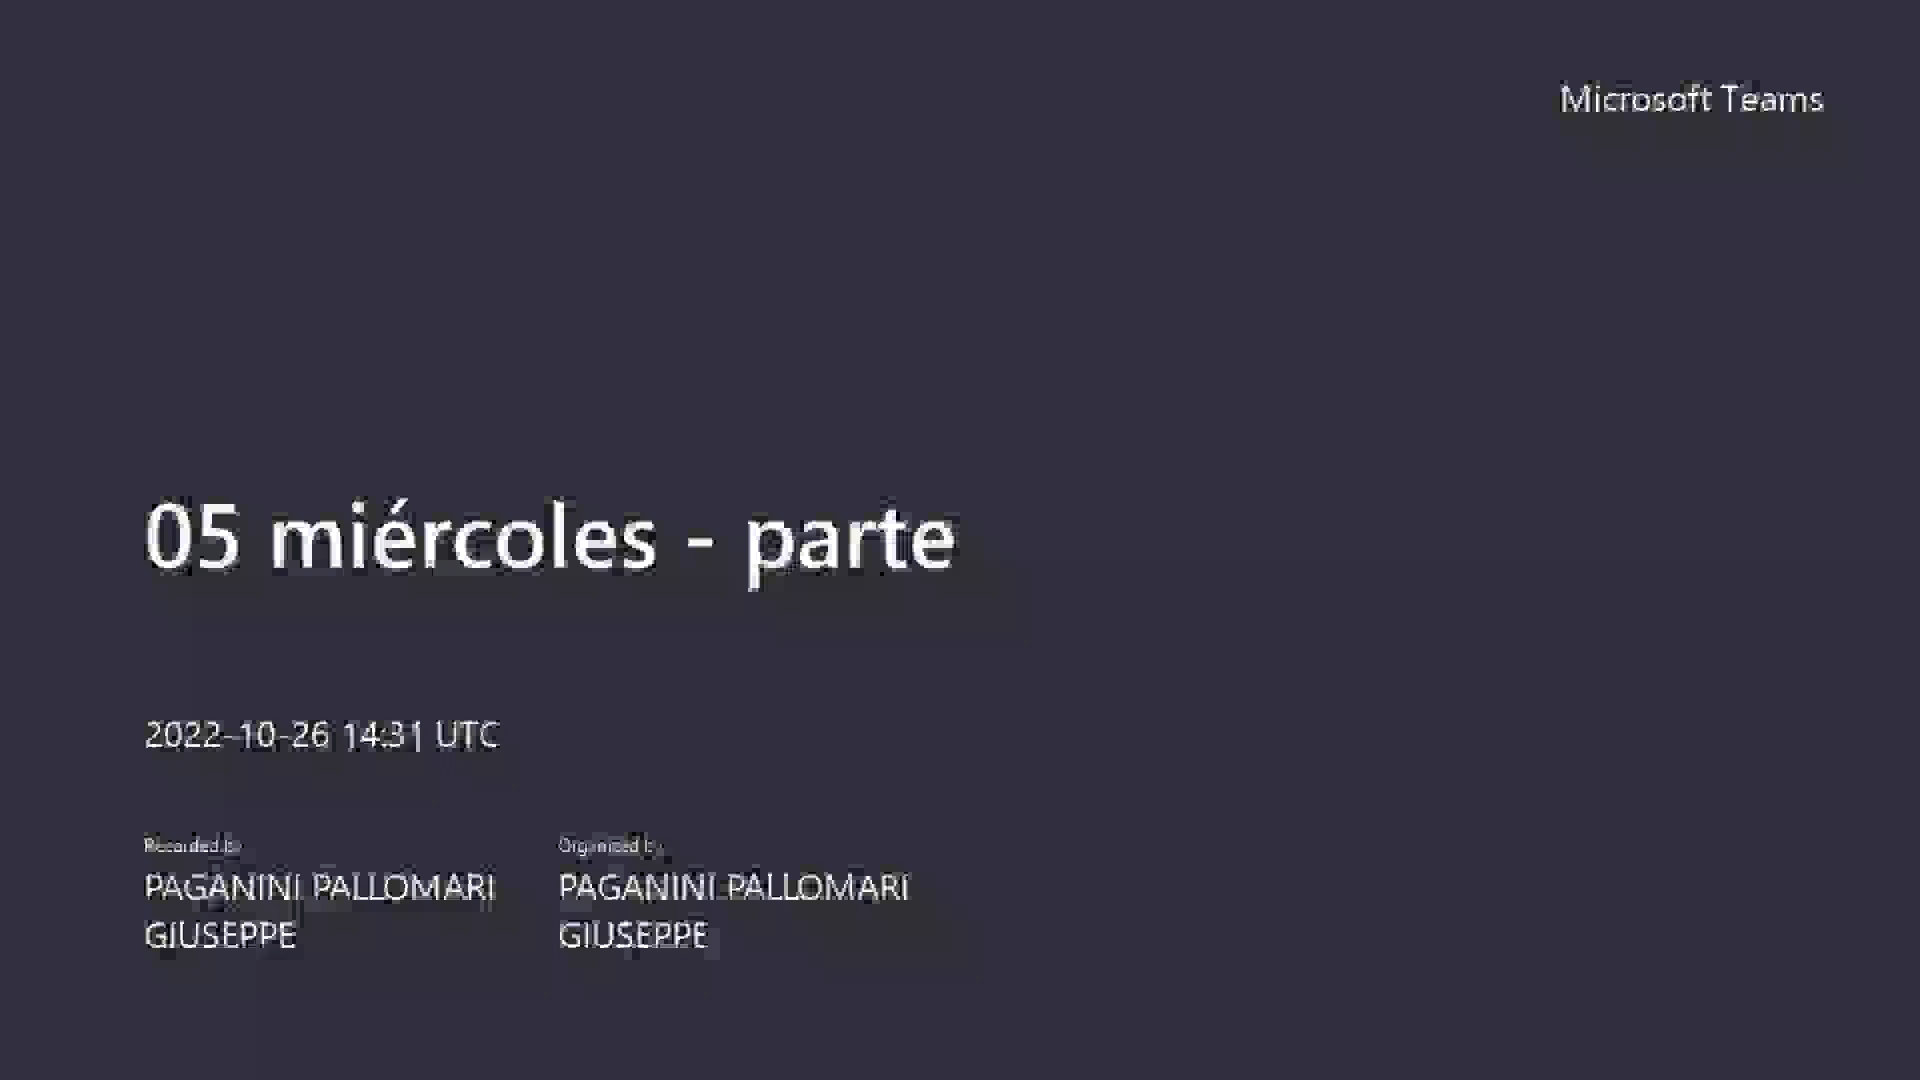 Microsoft Teams
05 miércoles - parte
2022-10-26 14:31 UTC
Recorded by
Organized by
PAGANINI PALLOMARI
GIUSEPPE
PAGANINI PALLOMARI
GIUSEPPE